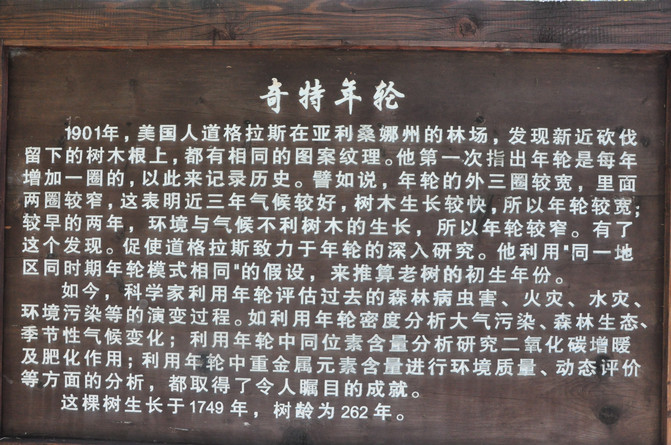 奇特年轮
1901年，美国人道格拉斯在亚利桑娜州的林场，发现新近砍伐
留下的树木根上，都有相同的图案纹理。他第一次指出年轮是每年
增加一圈的，以此来记录历史。譬如说，年轮的外三圈较宽，里面
两圈较窄，这表明近三年气候较好，树木生长较快，所以年轮较宽；
较早的两年，环境与气候不利树木的生长，所以年轮较窄。有了
这个发现。促使道格拉斯致力于年轮的深入研究。他利用"同一地
区同时期年轮模式相同"的假设，来推算老树的初生年份。
如今，科学家利用年轮评估过去的森林病虫害、火灾、水灾、
环境污染等的演变过程。如利用年轮密度分析大气污染、森林生态、
季节性气候变化；利用年轮中同位素含量分析研究二氧化碳增暖
及肥化作用；利用年轮中重金属元素含量进行环境质量、动态评价
等方面的分析，都取得了令人瞩目的成就。
这棵树生长于1749年，树龄为262年。